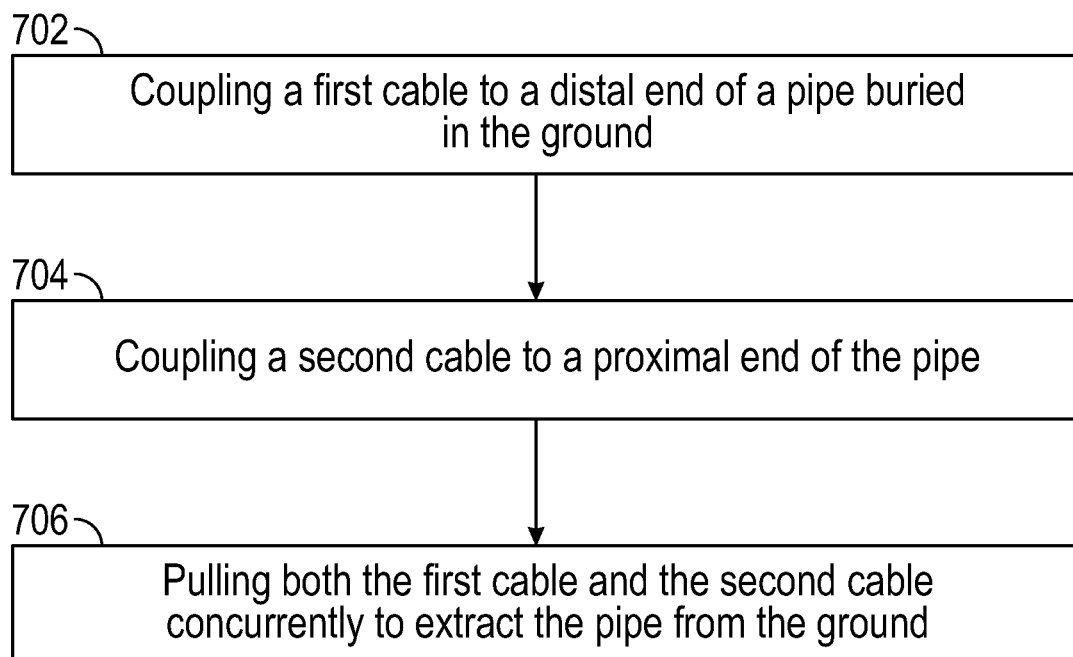 702
Coupling a first cable to a distal end of a pipe buried
in the ground
704
Coupling a second cable to a proximal end of the pipe
706
Pulling both the first cable and the second cable
concurrently to extract the pipe from the ground